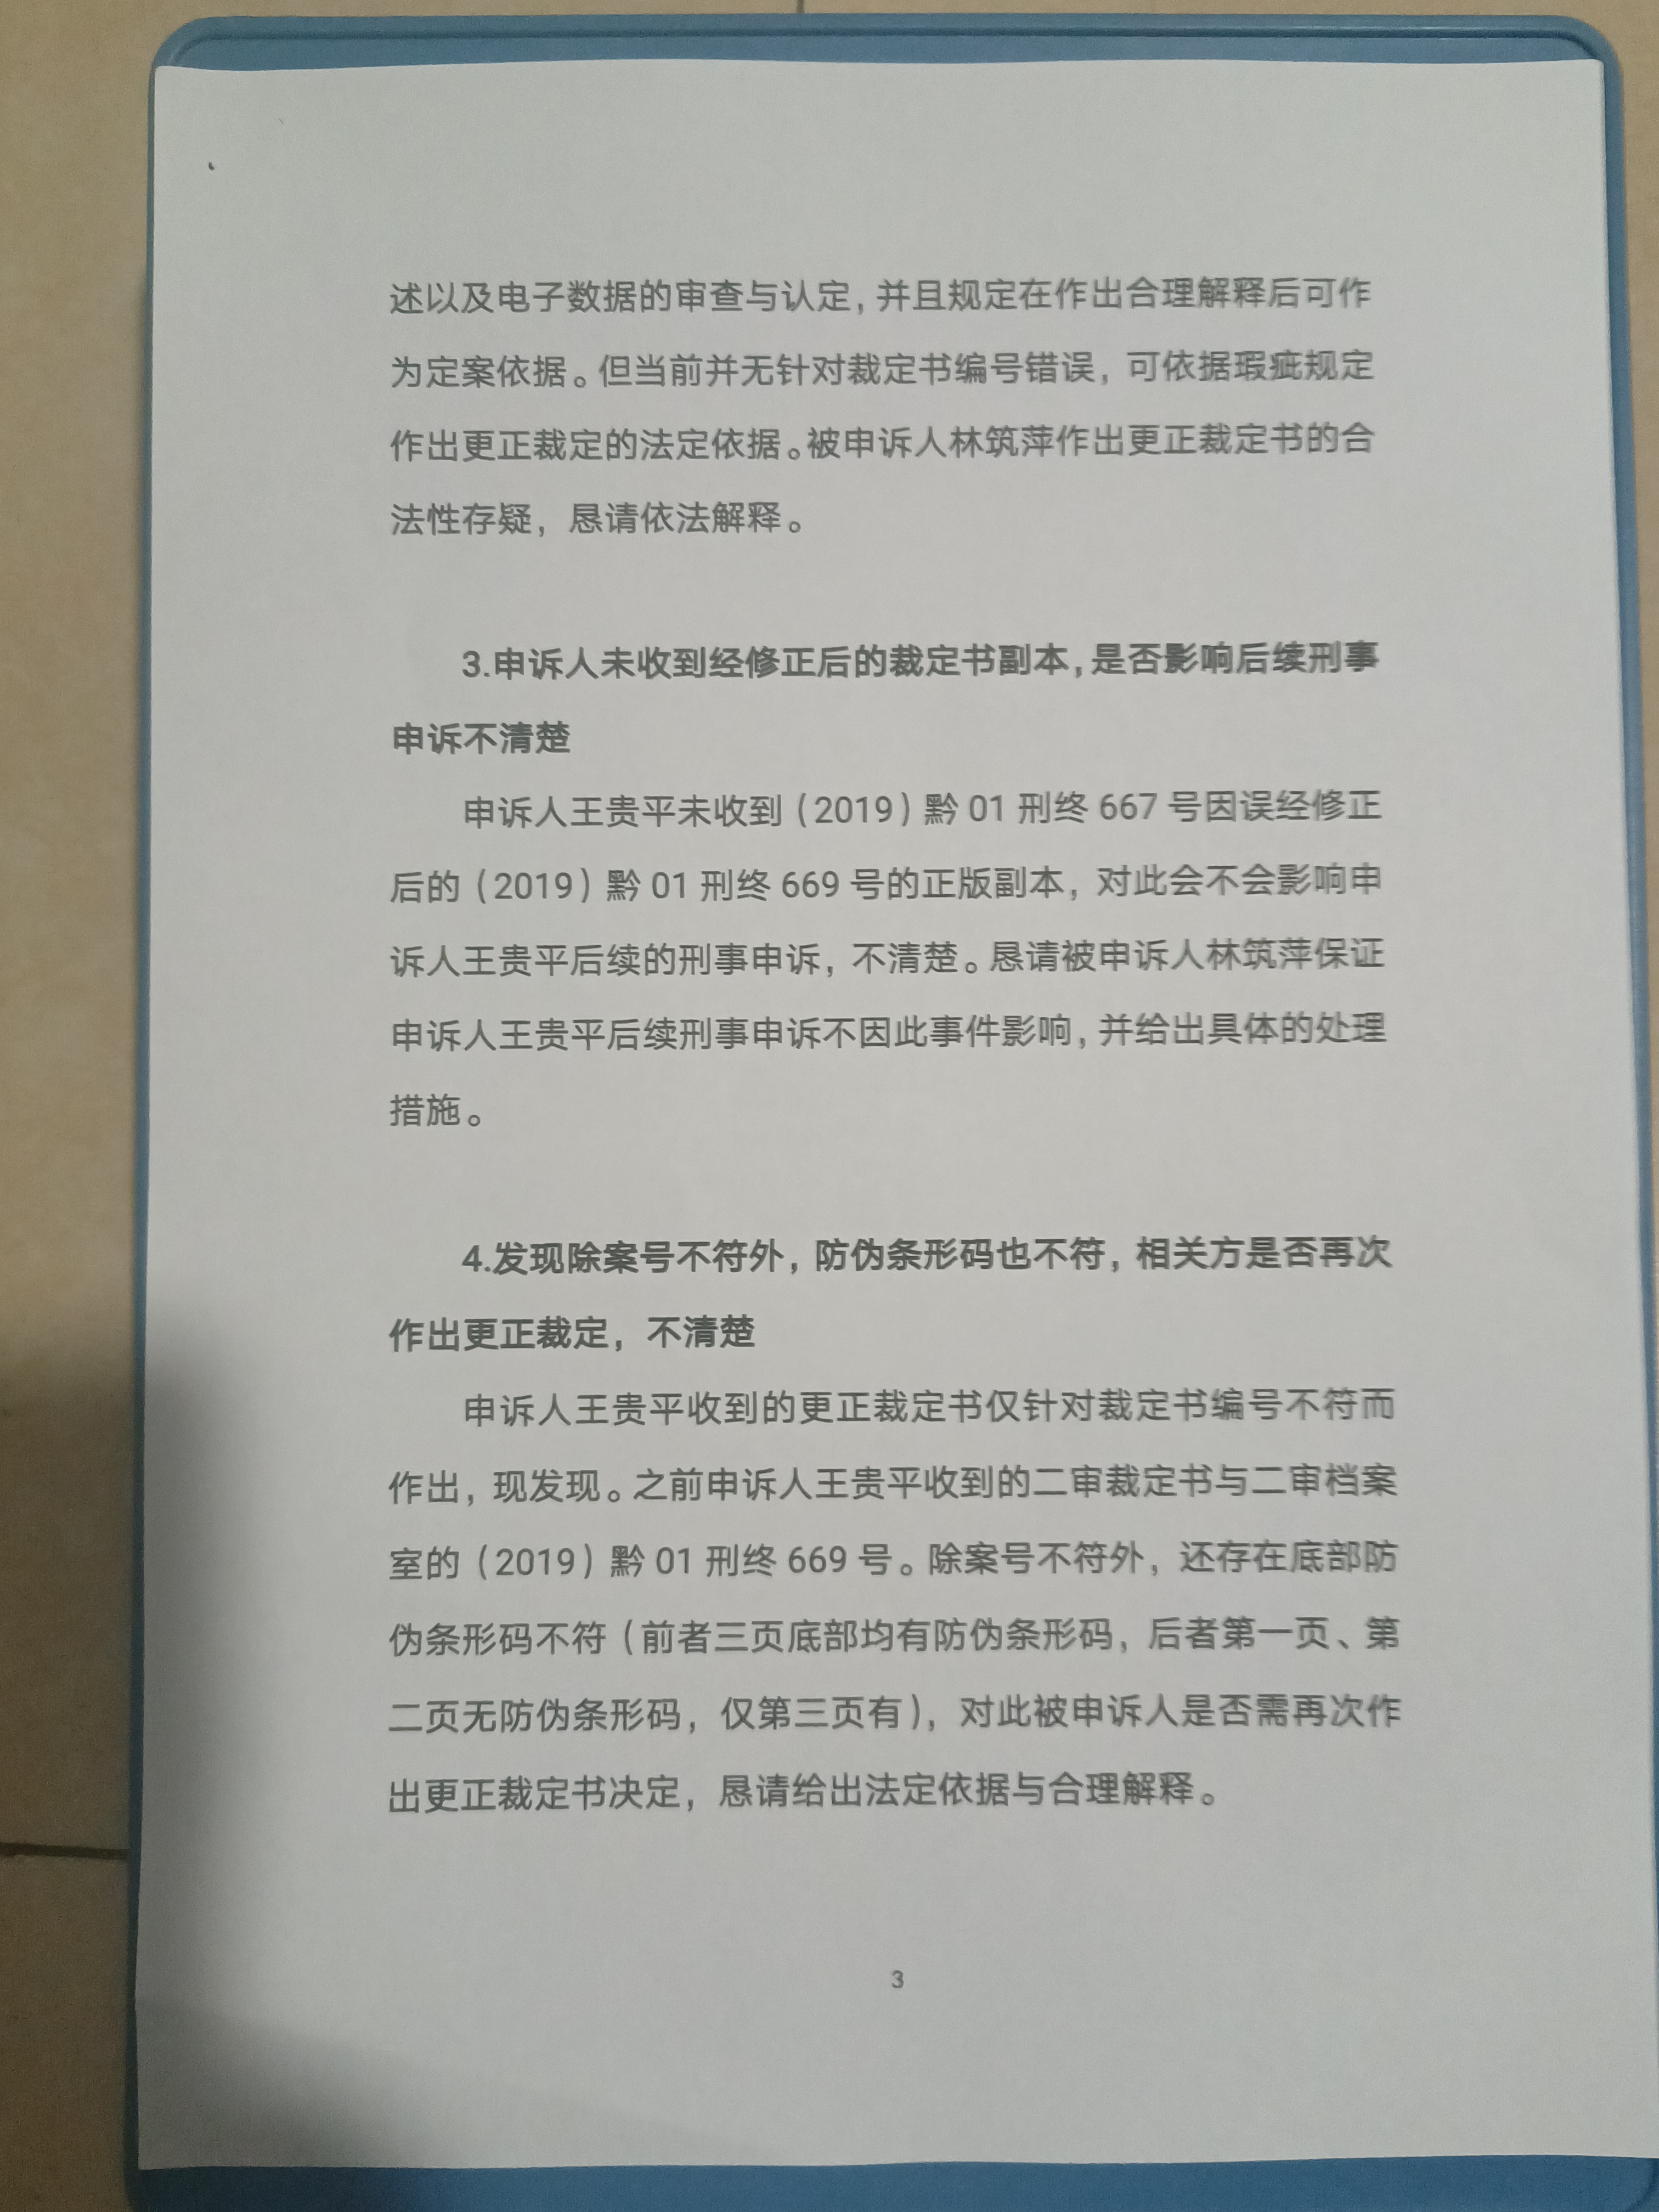 述以及电子数据的审查与认定，并且规定在作出合理解释后可作
为定案依据。但当前并无针对裁定书编号错误，可依据瑕疵规定
作出更正裁定的法定依据。被申诉人林筑萍作出更正裁定书的合
法性存疑，恳请依法解释。
3.申诉人未收到经修正后的裁定书副本，是否影响后续刑事
申诉不清楚
申诉人王贵平未收到（2019）黔 01 刑终 667 号因误经修正
后的（2019）黔 01 刑终 669 号的正版副本，对此会不会影响申
诉人王贵平后续的刑事申诉，不清楚。恳请被申诉人林筑萍保证
申诉人王贵平后续刑事申诉不因此事件影响，并给出具体的处理
措施。
4.发现除案号不符外，防伪条形码也不符，相关方是否再次
作出更正裁定，不清楚
申诉人王贵平收到的更正裁定书仅针对裁定书编号不符而
作出，现发现。之前申诉人王贵平收到的二审裁定书与二审档案
室的（2019）黔 01 刑终 669 号。除案号不符外，还存在底部防
伪条形码不符（前者三页底部均有防伪条形码，后者第一页、第
二页无防伪条形码，仅第三页有），对此被申诉人是否需再次作
出更正裁定书决定，恳请给出法定依据与合理解释。
3